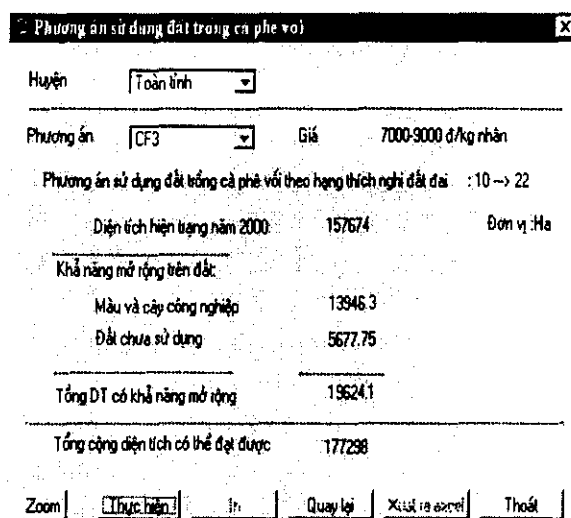 Phương án sử dụng đất trong cà phê vối
Huyện Toàn tỉnh
Phương án CF3 Giá 7000-9000 đ/kg nhân
Phương án sử dụng đất trồng cà phê vối theo hạng thích nghi đất đai : 10 --> 22
Diện tích hiện trạng năm 2000: 157674 Đơn vị :Ha
Khả năng mở rộng trên đất:
Màu và cây công nghiệp 13946.3
Đất chưa sử dụng 5677.75
Tổng DT có khả năng mở rộng 19624.1
Tổng cộng diện tích có thể đạt được 177298
Zoom Thực hiện In Quay lại Xuất ra excel Thoát